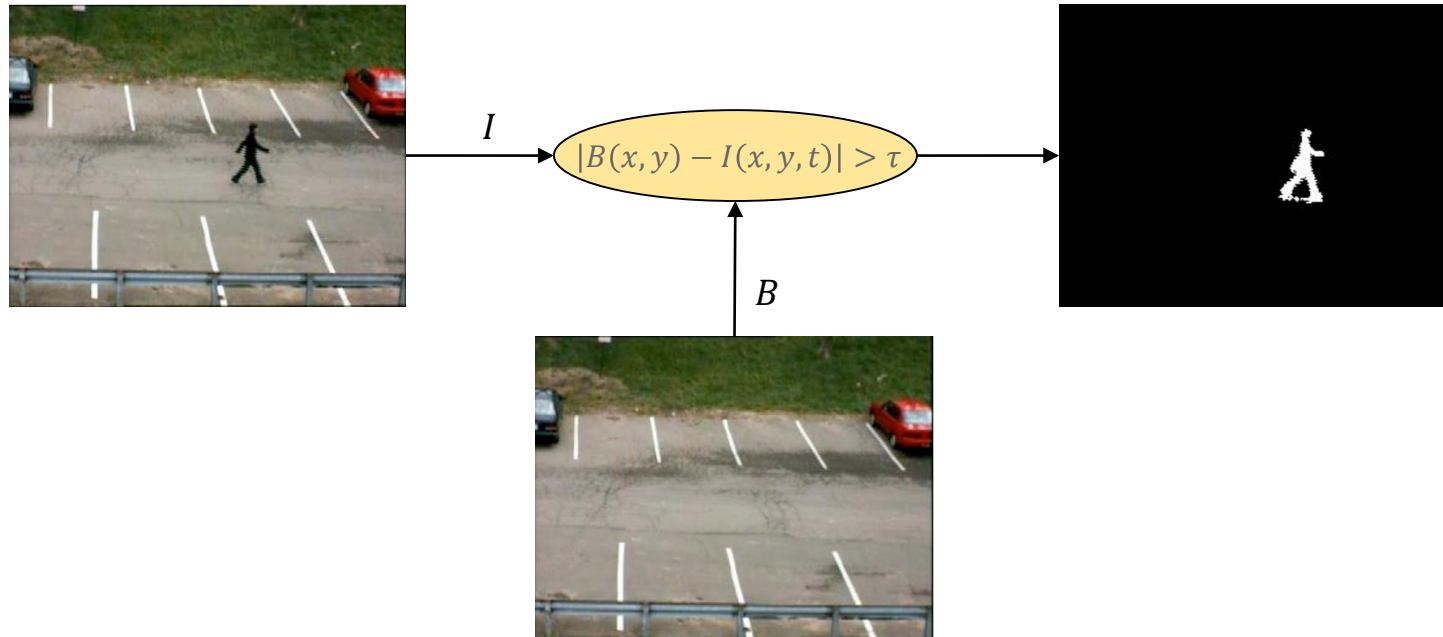 I
|B(x, y) − I(x, y, t)| > τ
B